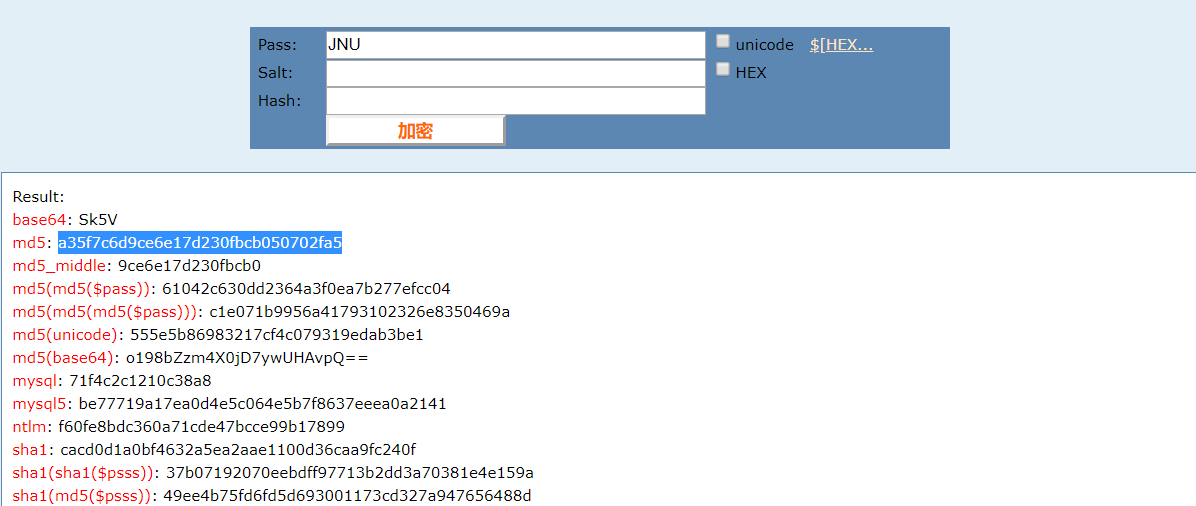 Pass: JNU unicode $[HEX...
Salt: HEX
Hash:
加密
Result:
base64: Sk5V
md5: a35f7c6d9ce6e17d230fbcb050702fa5
md5_middle: 9ce6e17d230fbcb0
md5(md5($pass)): 61042c630dd2364a3f0ea7b277efcc04
md5(md5(md5($pass))): c1e071b9956a41793102326e8350469a
md5(unicode): 555e5b86983217cf4c079319edab3be1
md5(base64): o198bZzm4X0jD7ywUHAvpQ==
mysql: 71f4c2c1210c38a8
mysql5: be77719a17ea0d4e5c064e5b7f8637eeea0a2141
ntlm: f60fe8bdc360a71cde47bcce99b17899
sha1: cacd0d1a0bf4632a5ea2aae1100d36caa9fc240f
sha1(sha1($psss)): 37b07192070eebdff97713b2dd3a70381e4e159a
sha1(md5($psss)): 49ee4b75fd6fd5d693001173cd327a947656488d